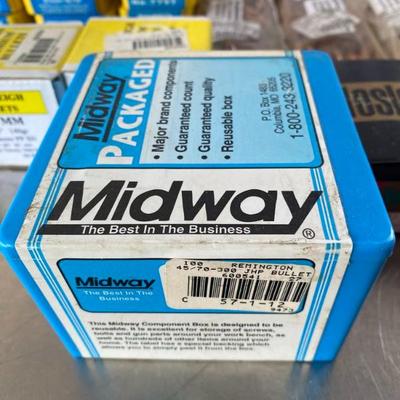 Midway
PACKAGED
• Major brand components
• Guaranteed count
• Guaranteed quality
• Reusable box
P.O. Box 1483
Columbia, MO 65205
1-800-243-3220
Midway
The Best In The Business
®
Midway
The Best In The
Business
100 REMINGTON
45/70-300 JHP BULLET
600541
C 57-1-12
9473
This Midway Component Box is designed to be
reusable. It is excellent for storage of screws,
bolts and gun parts around your work bench, as
well as hundreds of other items around your
home. The label has a special backing which
allows you to simply peel it from the box.